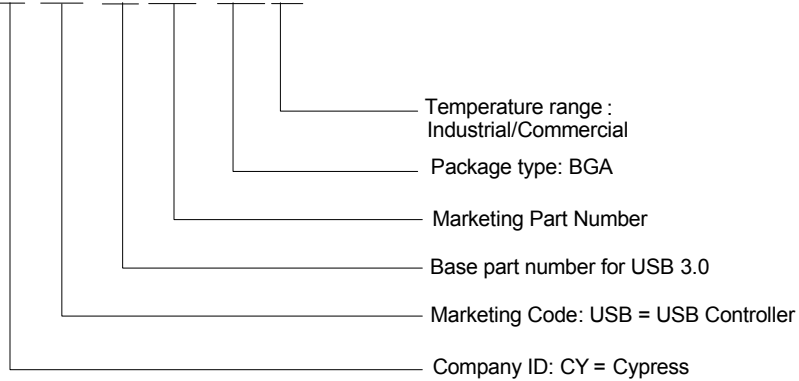 Temperature range :
Industrial/Commercial
Package type: BGA
Marketing Part Number
Base part number for USB 3.0
Marketing Code: USB = USB Controller
Company ID: CY = Cypress